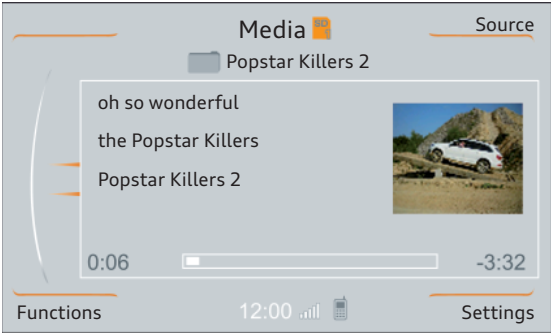 Media SD
Source
Popstar Killers 2
oh so wonderful
the Popstar Killers
Popstar Killers 2
0:06
-3:32
Functions
12:00
Settings